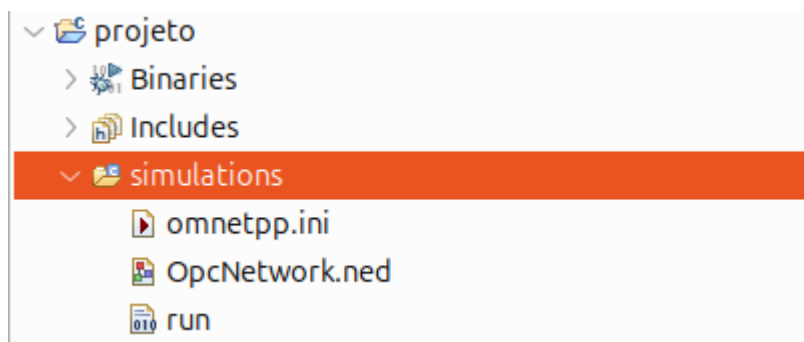 projeto
Binaries
Includes
simulations
omnetpp.ini
OpcNetwork.ned
run